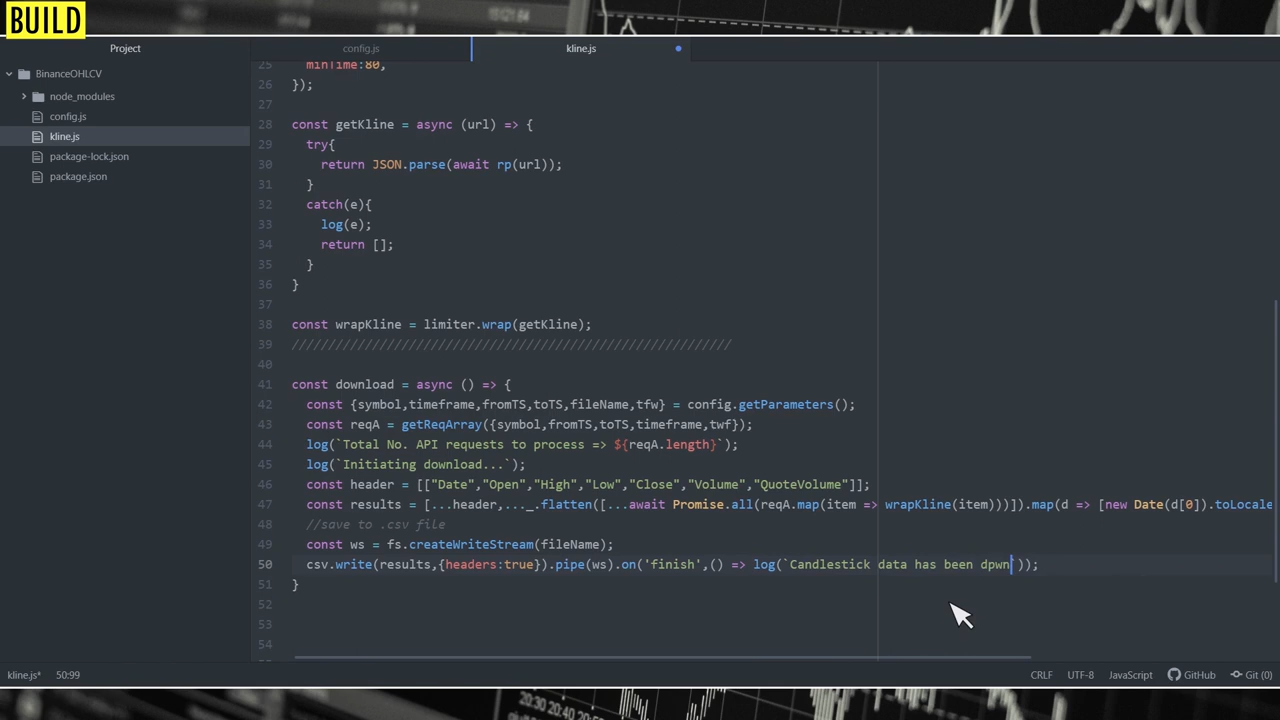 BUILD
Project
config.js
kline.js
BinanceOHLCV
node_modules
config.js
kline.js
package-lock.json
package.json
25 minTime:80,
26 });
27
28 const getKline = async (url) => {
29 try{
30 return JSON.parse(await rp(url));
31 }
32 catch(e){
33 log(e);
34 return [];
35 }
36 }
37
38 const wrapKline = limiter.wrap(getKline);
39 ////////////////////////////////////////////////////////////
40
41 const download = async () => {
42 const {symbol,timeframe,fromTS,toTS,fileName,tfw} = config.getParameters();
43 const reqA = getReqArray({symbol,fromTS,toTS,timeframe,twf});
44 log(`Total No. API requests to process => ${reqA.length}`);
45 log(`Initiating download...`);
46 const header = [["Date","Open","High","Low","Close","Volume","QuoteVolume"]];
47 const results = [...header,..._.flatten([...await Promise.all(reqA.map(item => wrapKline(item)))]).map(d => [new Date(d[0]).toLocale
48 //save to .csv file
49 const ws = fs.createWriteStream(fileName);
50 csv.write(results,{headers:true}).pipe(ws).on('finish',() => log(`Candlestick data has been dpwn`));
51 }
52
53
54
kline.js* 50:99
CRLF UTF-8 JavaScript GitHub Git (0)
20:30 20:40 20:50